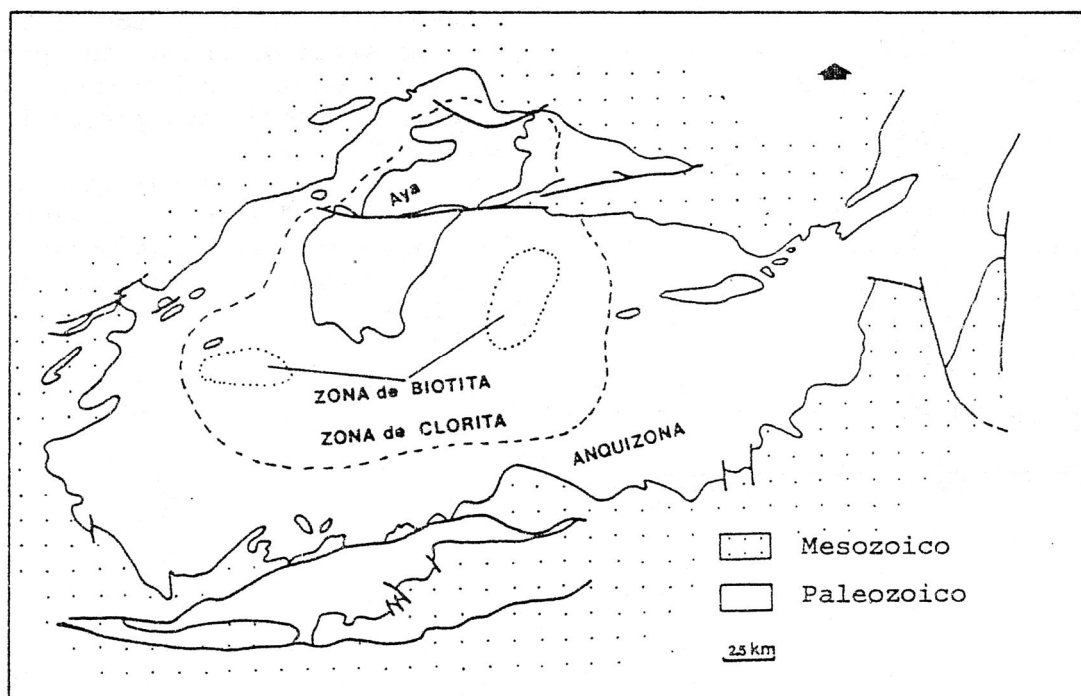 Aya
ZONA de BIOTITA
ZONA de CLORITA
ANQUIZONA
Mesozoico
Paleozoico
25 km